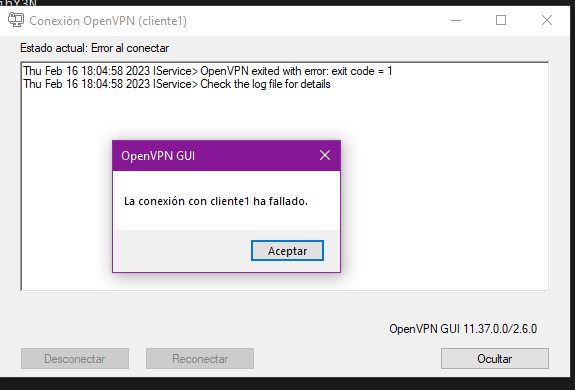 Conexión OpenVPN (cliente1)
Estado actual: Error al conectar
Thu Feb 16 18:04:58 2023 IService> OpenVPN exited with error: exit code = 1
Thu Feb 16 18:04:58 2023 IService> Check the log file for details
OpenVPN GUI
La conexión con cliente1 ha fallado.
Aceptar
OpenVPN GUI 11.37.0.0/2.6.0
Desconectar
Reconectar
Ocultar